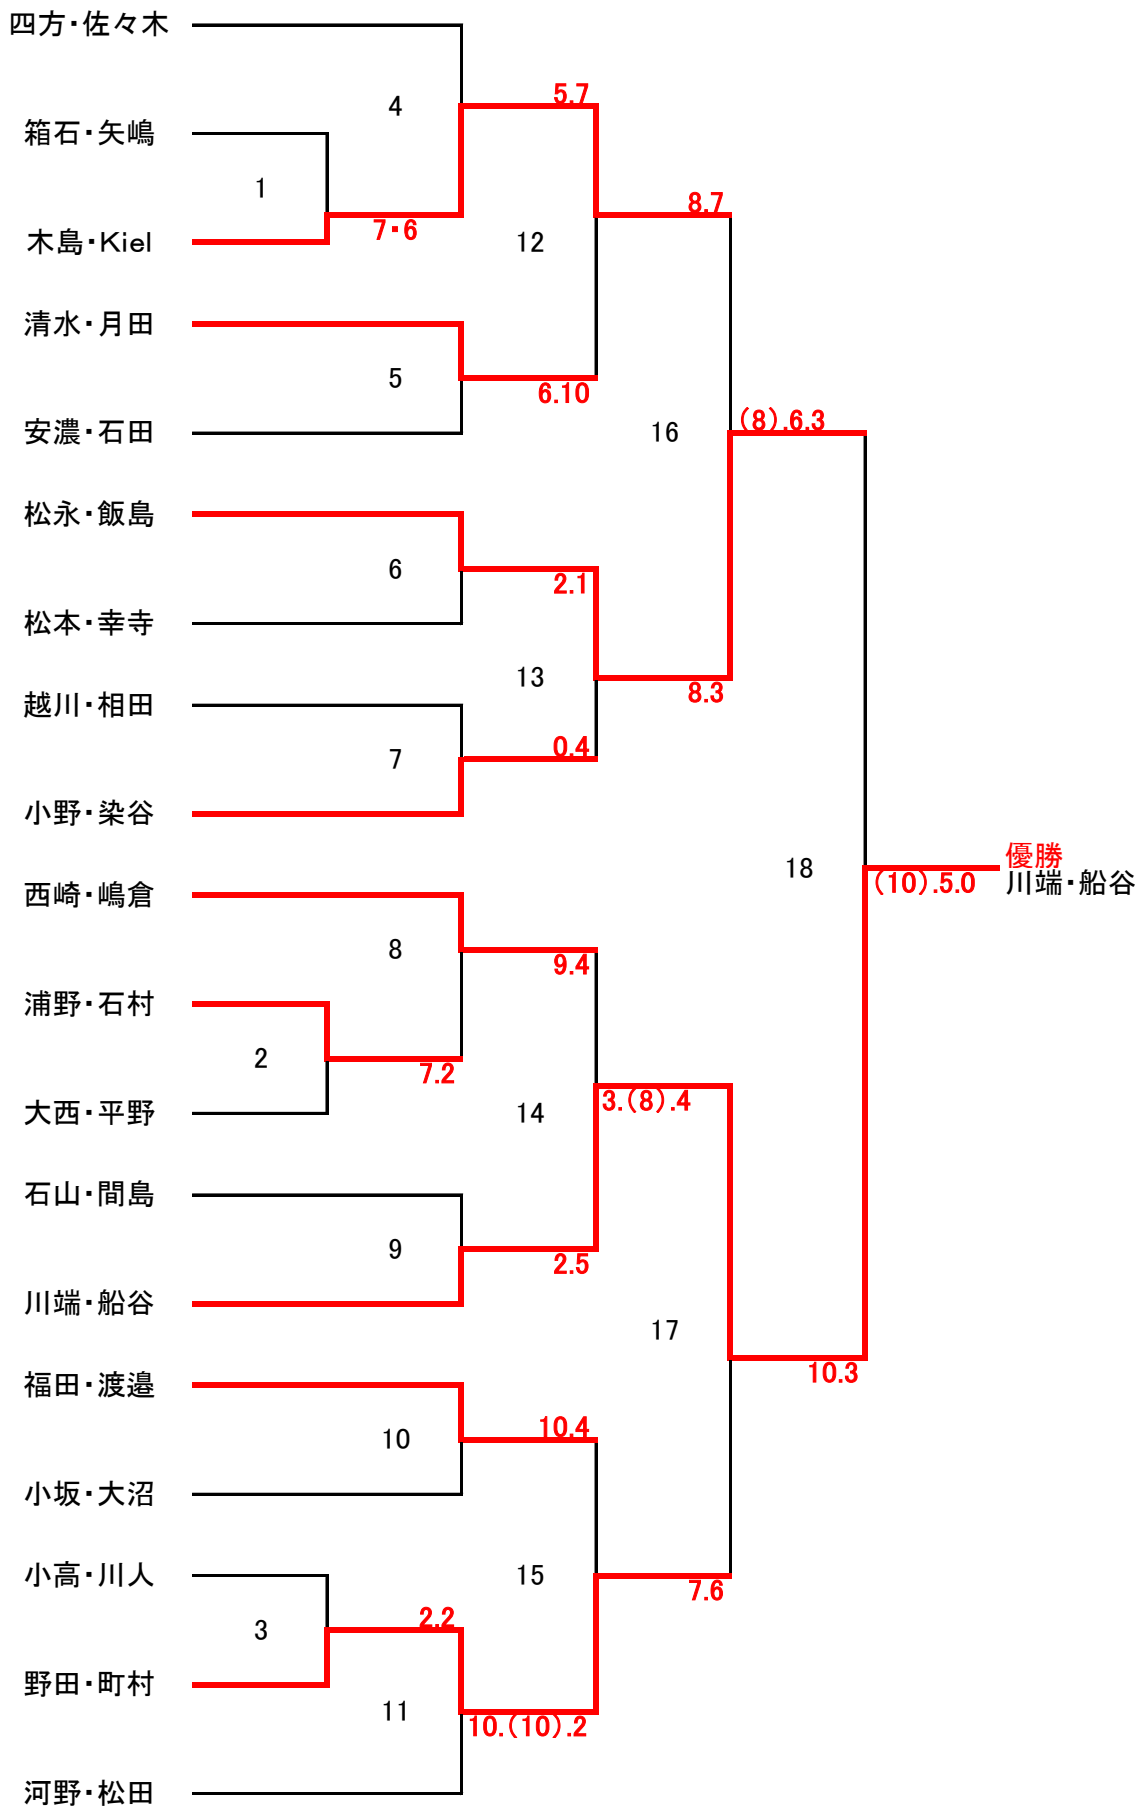 四方・佐々木
5.7
4
箱石・矢嶋
1
8.7
7・6
木島・Kiel
12
清水・月田
5
6.10
(8).6.3
安濃・石田
16
松永・飯島
6
2.1
松本・幸寺
13
8.3
越川・相田
0.4
7
小野・染谷
優勝
18
(10).5.0
川端・船谷
西崎・嶋倉
8
9.4
浦野・石村
2
7.2
3.(8).4
大西・平野
14
石山・間島
9
2.5
川端・船谷
17
10.3
福田・渡邉
10.4
10
小坂・大沼
小高・川人
15
7.6
2.2
3
野田・町村
11
10.(10).2
河野・松田